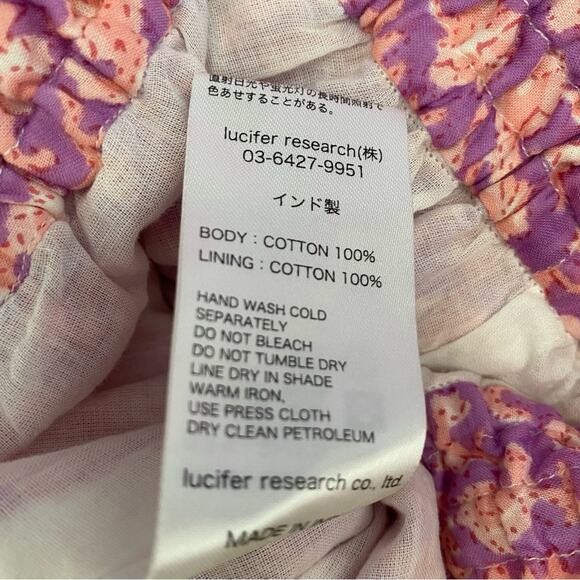 直射日光や蛍光灯の長時間照射で
色あせすることがある。
lucifer research(株)
03-6427-9951
インド製
BODY : COTTON 100%
LINING : COTTON 100%
HAND WASH COLD
SEPARATELY
DO NOT BLEACH
DO NOT TUMBLE DRY
LINE DRY IN SHADE
WARM IRON,
USE PRESS CLOTH
DRY CLEAN PETROLEUM
lucifer research co., ltd.
MADE IN